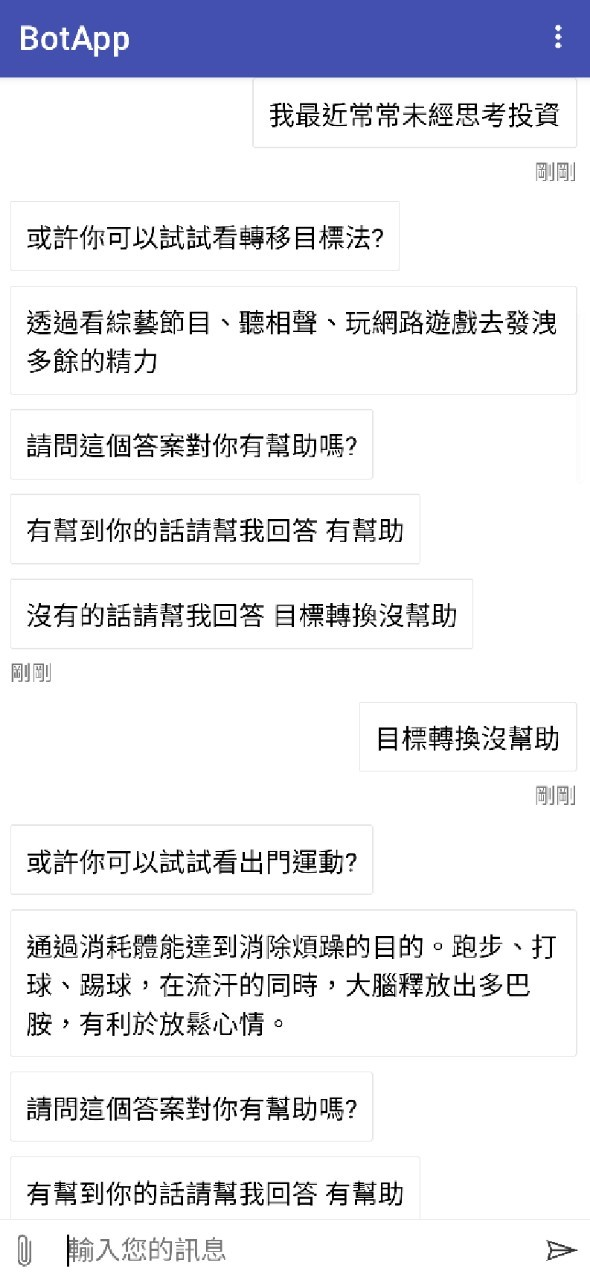 BotApp
我最近常常未經思考投資
剛剛
或許你可以試試看轉移目標法?
透過看綜藝節目、聽相聲、玩網路遊戲去發洩
多餘的精力
請問這個答案對你有幫助嗎?
有幫到你的話請幫我回答 有幫助
沒有的話請幫我回答 目標轉換沒幫助
剛剛
目標轉換沒幫助
剛剛
或許你可以試試看出門運動?
通過消耗體能達到消除煩躁的目的。跑步、打
球、踢球，在流汗的同時，大腦釋放出多巴
胺，有利於放鬆心情。
請問這個答案對你有幫助嗎?
有幫到你的話請幫我回答 有幫助
輸入您的訊息